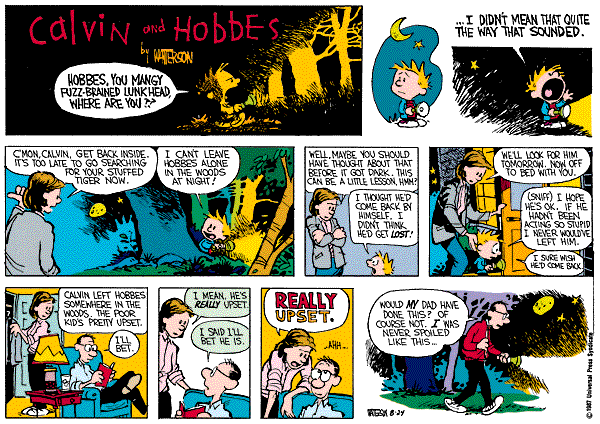 Calvin and HOBBES
by WATTERSON
HOBBES, YOU MANGY
FUZZ-BRAINED LUNKHEAD,
WHERE ARE YOU??
...I DIDN'T MEAN THAT QUITE
THE WAY THAT SOUNDED.
C'MON, CALVIN, GET BACK INSIDE.
IT'S TOO LATE TO GO SEARCHING
FOR YOUR STUFFED
TIGER NOW.
I CAN'T LEAVE
HOBBES ALONE
IN THE WOODS
AT NIGHT!
WELL, MAYBE YOU SHOULD
HAVE THOUGHT ABOUT THAT
BEFORE IT GOT DARK. THIS
CAN BE A LITTLE LESSON, HMM?
I THOUGHT HE'D
COME BACK BY
HIMSELF. I
DIDN'T THINK
HE'D GET LOST!
WE'LL LOOK FOR HIM
TOMORROW. NOW OFF
TO BED WITH YOU.
(SNIFF) I HOPE
HE'S OK. IF HE
HADN'T BEEN
ACTING SO STUPID
I NEVER WOULD'VE
LEFT HIM.
I SURE WISH
HE'D COME BACK.
CALVIN LEFT HOBBES
SOMEWHERE IN THE
WOODS. THE POOR
KID'S PRETTY UPSET.
I'LL
BET.
I MEAN, HE'S
REALLY UPSET.
I SAID I'LL
BET HE IS.
REALLY
UPSET.
..AHH...
WOULD MY DAD HAVE
DONE THIS? OF
COURSE NOT. I WAS
NEVER SPOILED
LIKE THIS...
WATTERSON 8-24
© 1987 Universal Press Syndicate